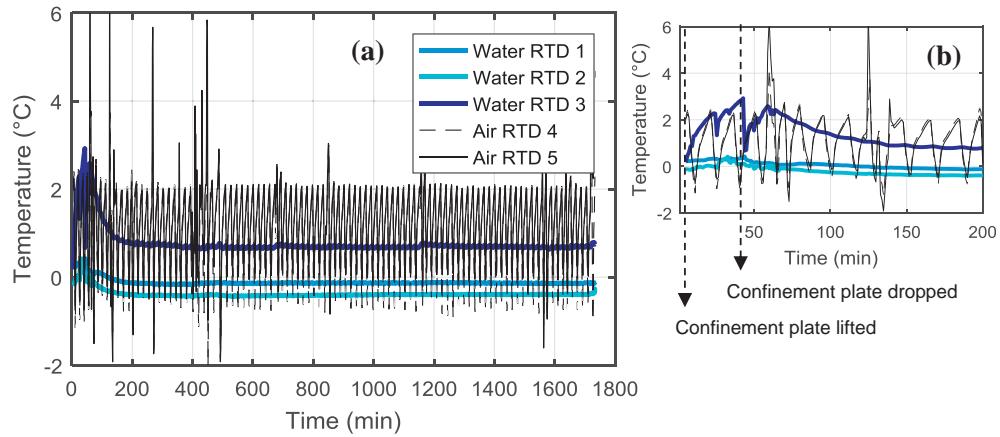 (a)
Water RTD 1
Water RTD 2
Water RTD 3
Air RTD 4
Air RTD 5
6
4
2
0
-2
Temperature (°C)
0 200 400 600 800 1000 1200 1400 1600 1800
Time (min)
(b)
6
4
2
0
-2
Temperature (°C)
50 100 150 200
Time (min)
Confinement plate dropped
Confinement plate lifted